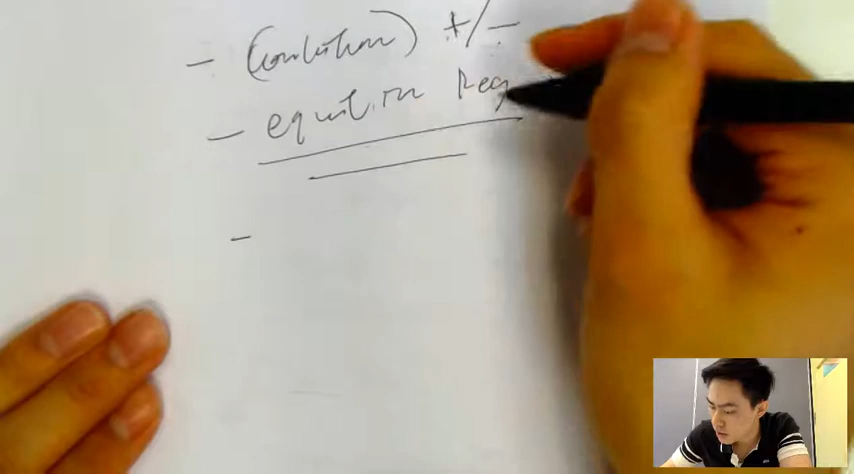 - (correlation) +/-
- equation Reg
-